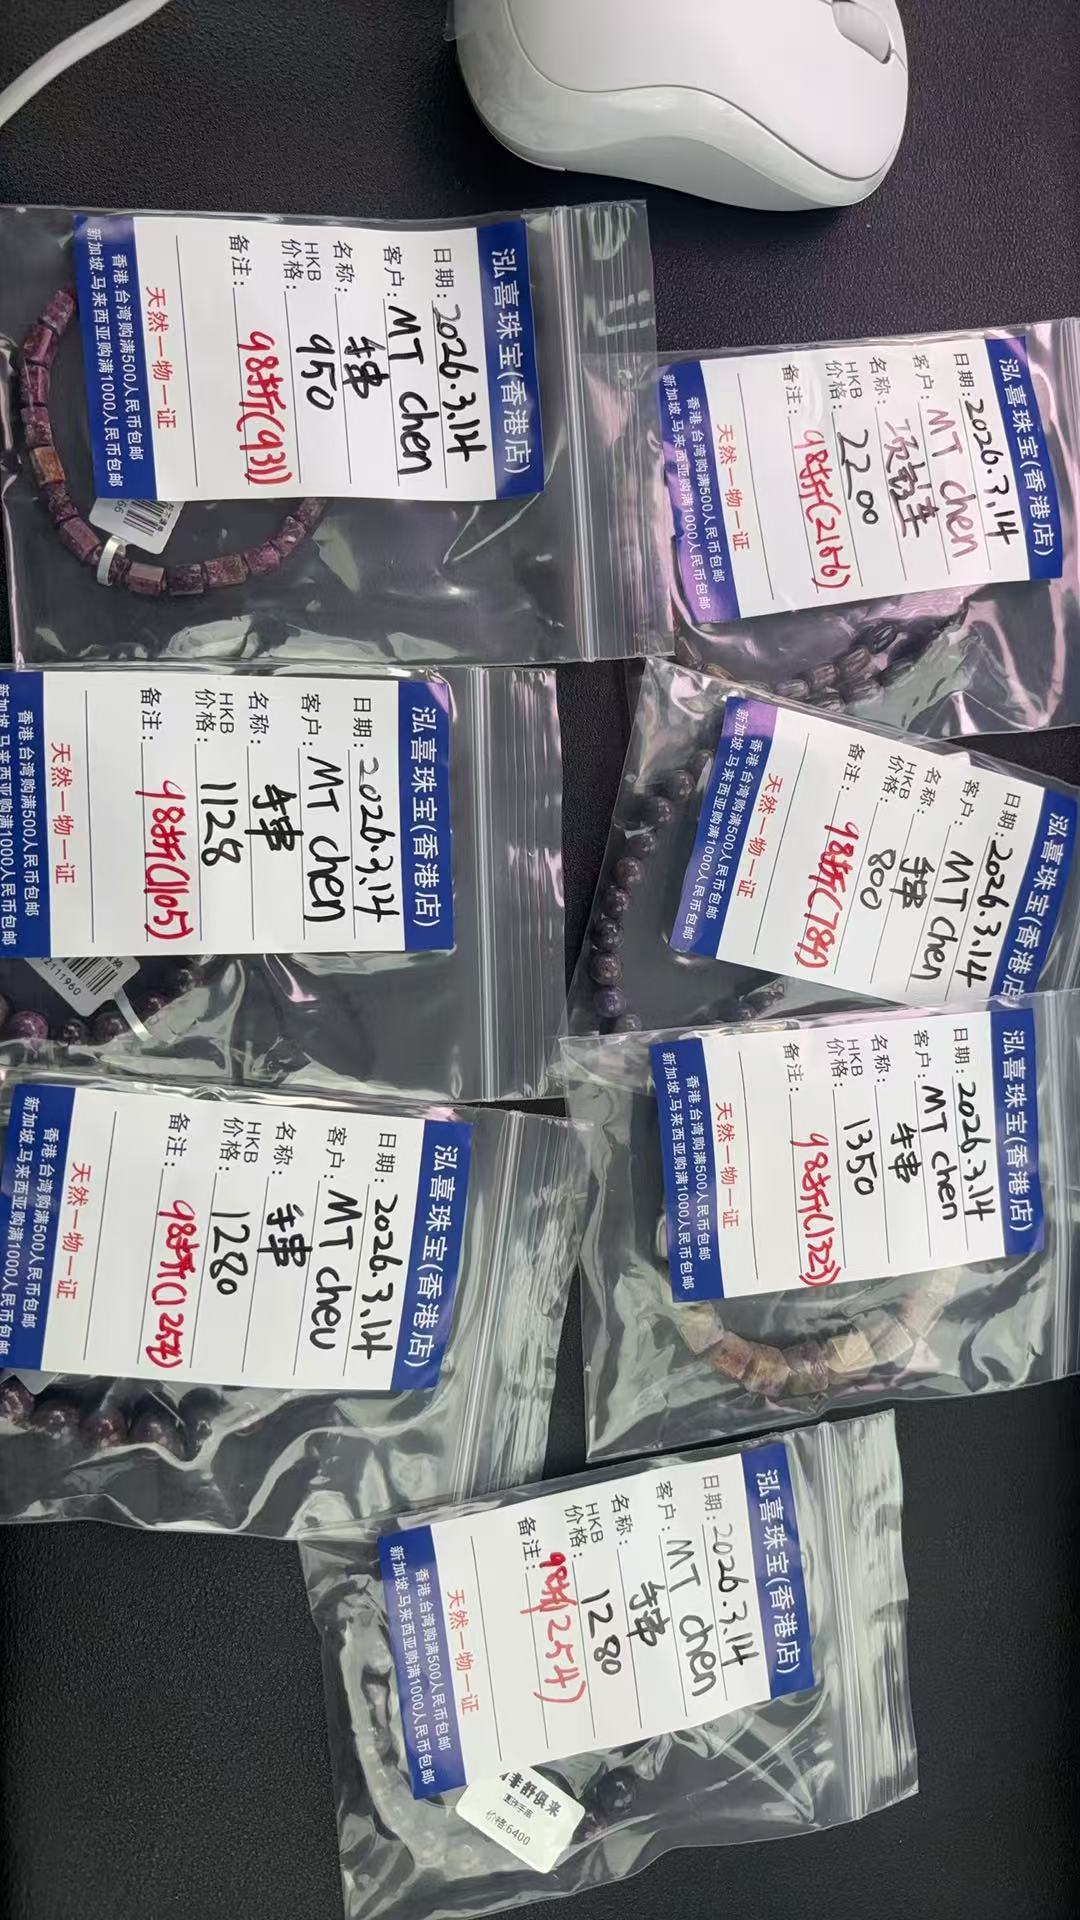 泓喜珠宝(香港店)
日期:2026.3.14
客户:MT chen
名称:手串
HKB
价格:950
备注:98折(931)
天然一物一证
香港.台湾购满500人民币包邮
新加坡.马来西亚购满1000人民币包邮
泓喜珠宝(香港店)
日期:2026.3.14
客户:MT chen
名称:项链
HKB
价格:2200
备注:98折(2156)
天然一物一证
香港.台湾购满500人民币包邮
新加坡.马来西亚购满1000人民币包邮
泓喜珠宝(香港店)
日期:2026.3.14
客户:MT chen
名称:手串
HKB
价格:1128
备注:98折(1105)
天然一物一证
香港.台湾购满500人民币包邮
新加坡.马来西亚购满1000人民币包邮
2111960
泓喜珠宝(香港店
日期:2026.3.14
客户:MT chen
名称:手串
HKB
价格:800
备注:98折(784)
天然一物一证
香港.台湾购满500人民币包邮
新加坡.马来西亚购满1000人民币包邮
泓喜珠宝(香港店)
日期:2026.3.14
客户:MT chen
名称:手串
HKB
价格:1280
备注:98折(1254)
天然一物一证
香港.台湾购满500人民币包邮
新加坡.马来西亚购满1000人民币包邮
泓喜珠宝(香港店)
日期:2026.3.14
客户:MT chen
名称:手串
HKB
价格:1350
备注:98折(1323)
天然一物一证
香港.台湾购满500人民币包邮
新加坡.马来西亚购满1000人民币包邮
泓喜珠宝(香港店)
日期:2026.3.14
客户:MT chen
名称:手串
HKB
价格:1280
备注:98折(1254)
天然一物一证
香港.台湾购满500人民币包邮
新加坡.马来西亚购满1000人民币包邮
舒俱来
价格:6400